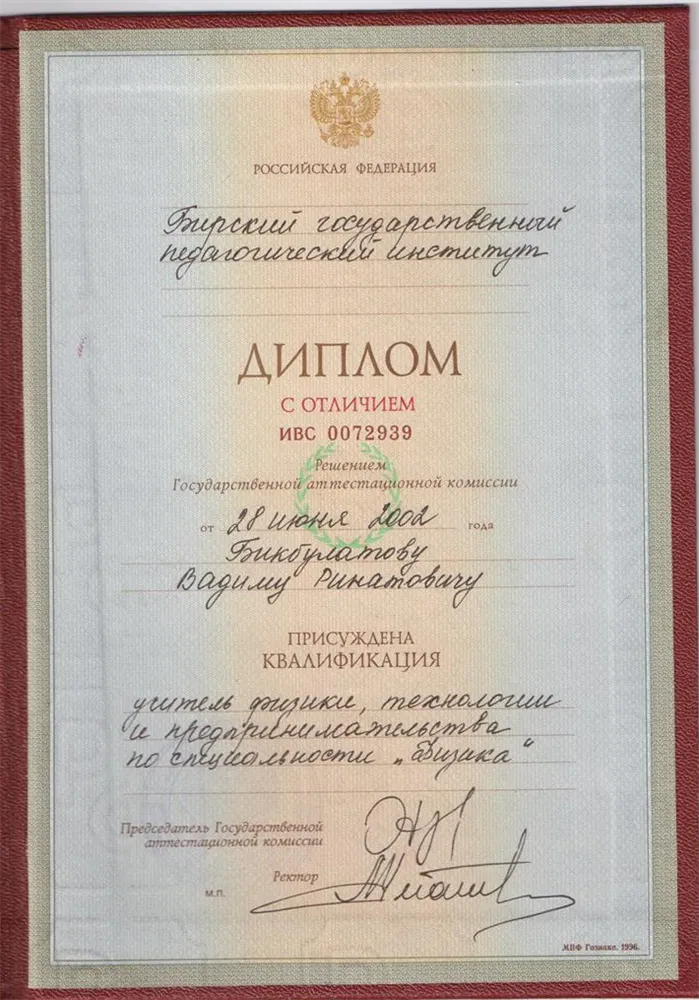 РОССИЙСКАЯ ФЕДЕРАЦИЯ
Бирский государственный
педагогический институт
ДИПЛОМ
С ОТЛИЧИЕМ
ИВС 0072939
Решением
Государственной аттестационной комиссии
от 28 июня 2002 года
Бикбулатову
Вадиму Ринатовичу
ПРИСУЖДЕНА
КВАЛИФИКАЦИЯ
учитель физики, технологии
и предпринимательства
по специальности „Физика“
Председатель Государственной
аттестационной комиссии
Ректор
М.П.
МПФ Гознака. 1996.